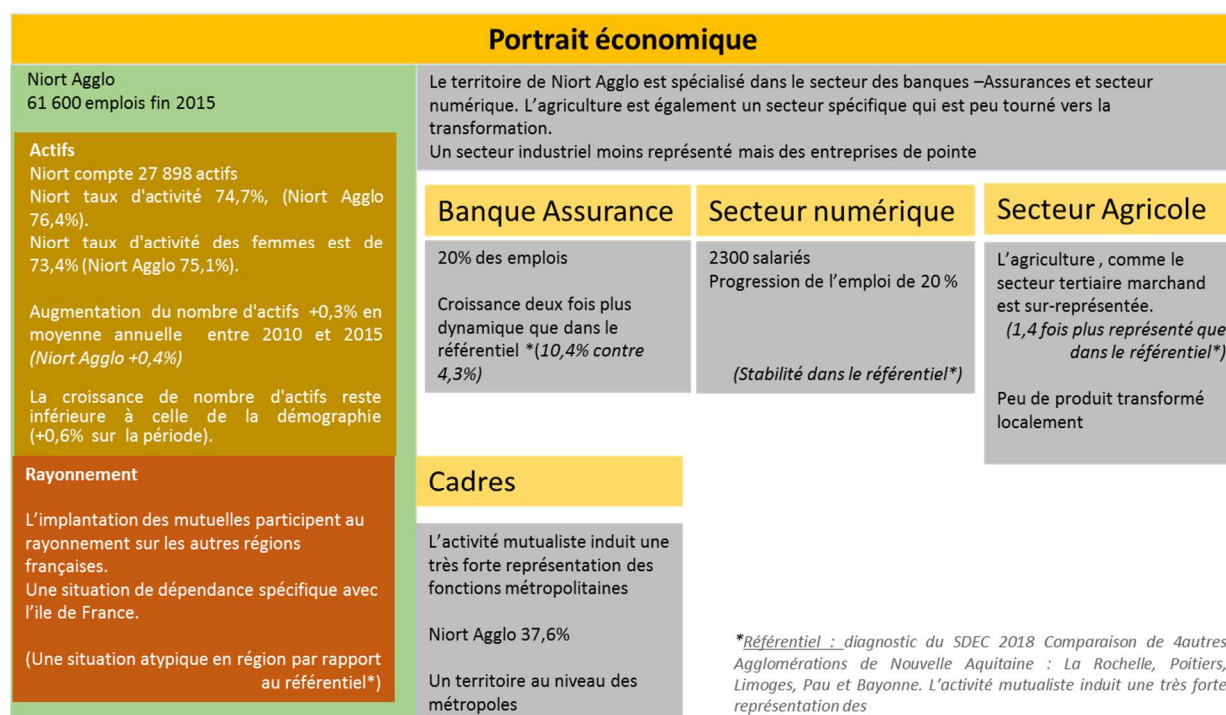 Portrait économique
Niort Agglo
61 600 emplois fin 2015
Actifs
Niort compte 27 898 actifs
Niort taux d'activité 74,7%, (Niort Agglo
76,4%).
Niort taux d'activité des femmes est de
73,4% (Niort Agglo 75,1%).
Augmentation du nombre d'actifs +0,3% en
moyenne annuelle entre 2010 et 2015
(Niort Agglo +0,4%)
La croissance de nombre d'actifs reste
inférieure à celle de la démographie
(+0,6% sur la période).
Rayonnement
L'implantation des mutuelles participent au
rayonnement sur les autres régions
françaises.
Une situation de dépendance spécifique avec
l'ile de France.
(Une situation atypique en région par rapport
au référentiel*)
Le territoire de Niort Agglo est spécialisé dans le secteur des banques –Assurances et secteur
numérique. L'agriculture est également un secteur spécifique qui est peu tourné vers la
transformation.
Un secteur industriel moins représenté mais des entreprises de pointe
Banque Assurance
20% des emplois
Croissance deux fois plus
dynamique que dans le
référentiel *(10,4% contre
4,3%)
Secteur numérique
2300 salariés
Progression de l'emploi de 20 %
(Stabilité dans le référentiel*)
Secteur Agricole
L'agriculture , comme le
secteur tertiaire marchand
est sur-représentée.
(1,4 fois plus représenté que
dans le référentiel*)
Peu de produit transformé
localement
Cadres
L'activité mutualiste induit une
très forte représentation des
fonctions métropolitaines
Niort Agglo 37,6%
Un territoire au niveau des
métropoles
*Référentiel : diagnostic du SDEC 2018 Comparaison de 4autres
Agglomérations de Nouvelle Aquitaine : La Rochelle, Poitiers,
Limoges, Pau et Bayonne. L'activité mutualiste induit une très forte
représentation des